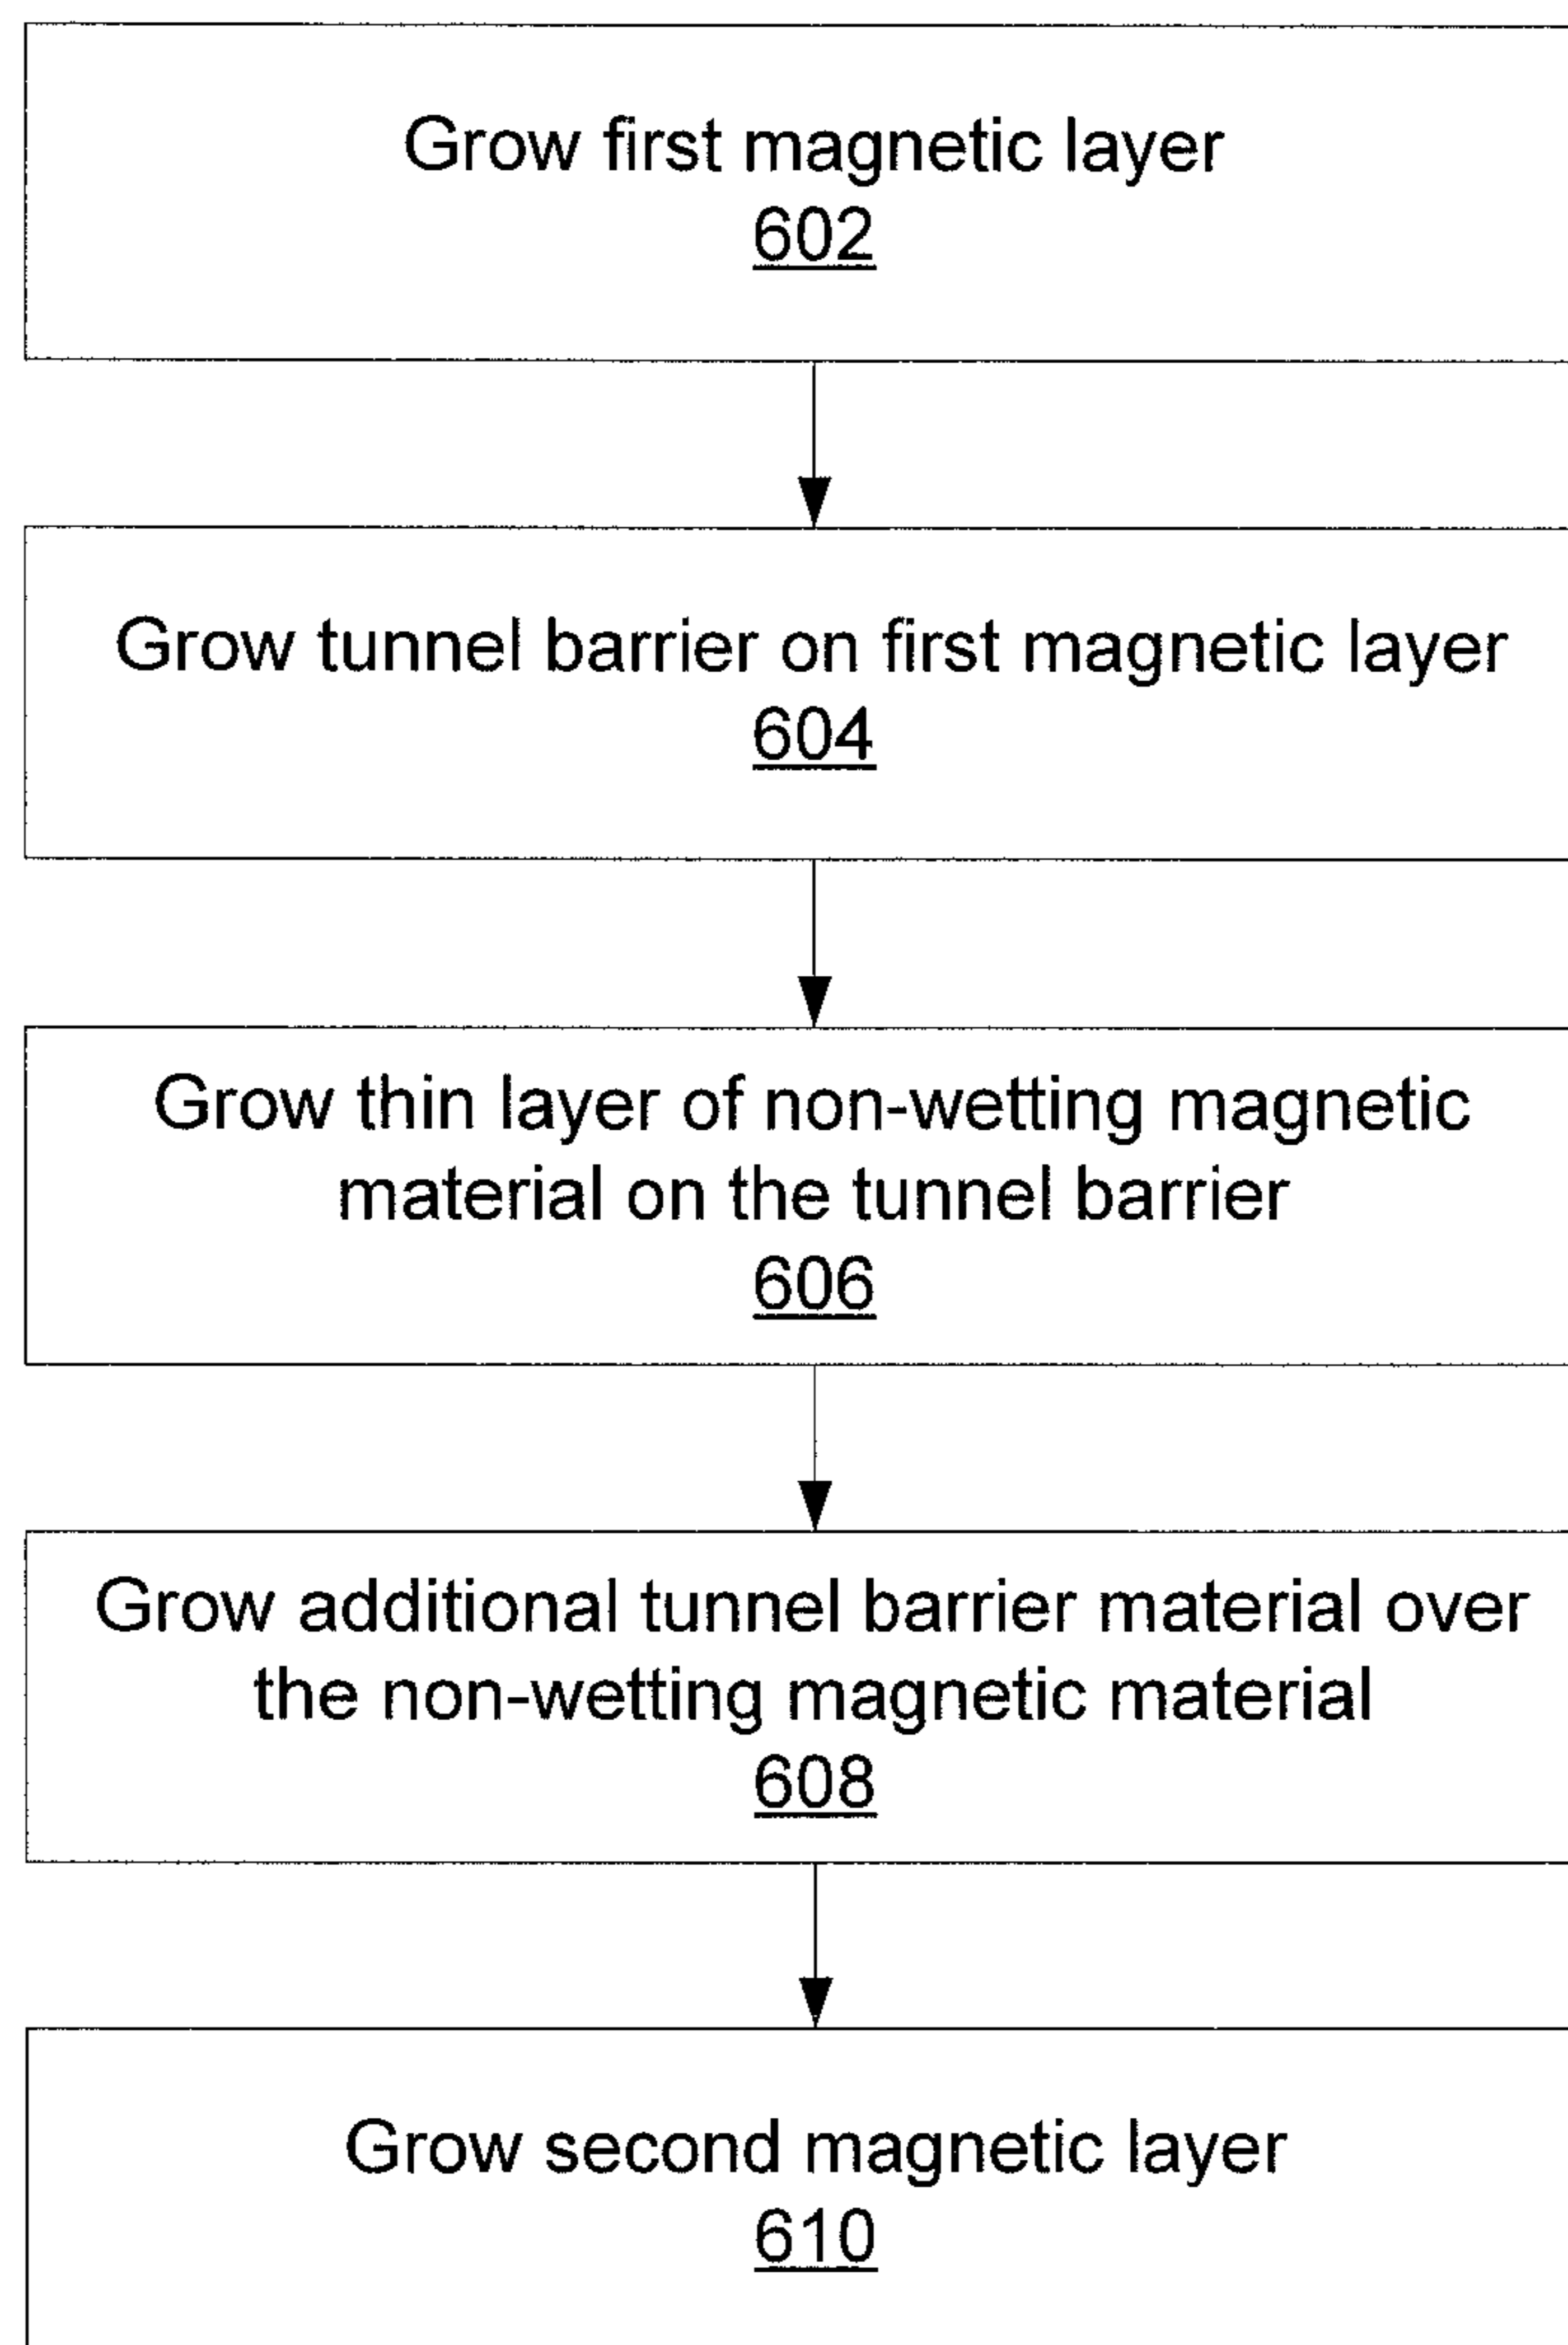 Grow first magnetic layer
602
Grow tunnel barrier on first magnetic layer
604
Grow thin layer of non-wetting magnetic
material on the tunnel barrier
606
Grow additional tunnel barrier material over
the non-wetting magnetic material
608
Grow second magnetic layer
610